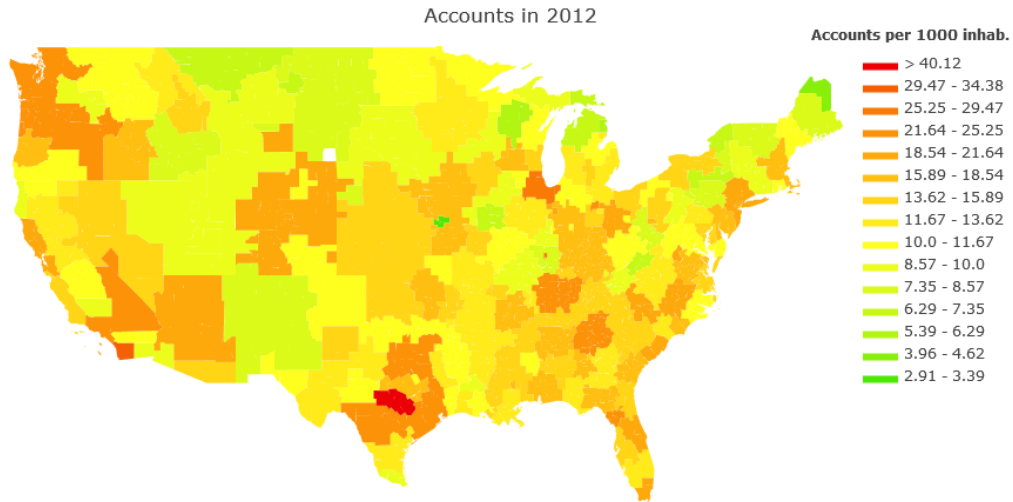 Accounts in 2012
Accounts per 1000 inhab.
> 40.12
29.47 - 34.38
25.25 - 29.47
21.64 - 25.25
18.54 - 21.64
15.89 - 18.54
13.62 - 15.89
11.67 - 13.62
10.0 - 11.67
8.57 - 10.0
7.35 - 8.57
6.29 - 7.35
5.39 - 6.29
3.96 - 4.62
2.91 - 3.39